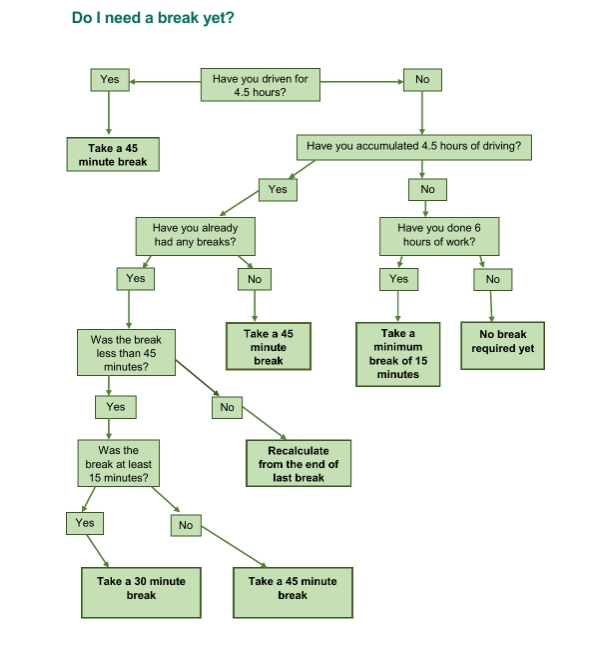 Do I need a break yet?
Yes
Have you driven for
4.5 hours?
No
Take a 45
minute break
Have you accumulated 4.5 hours of driving?
Yes
No
Have you already
had any breaks?
Have you done 6
hours of work?
Yes
No
Yes
No
Was the break
less than 45
minutes?
Take a 45
minute
break
Take a
minimum
break of 15
minutes
No break
required yet
Yes
No
Was the
break at least
15 minutes?
Recalculate
from the end of
last break
Yes
No
Take a 30 minute
break
Take a 45 minute
break